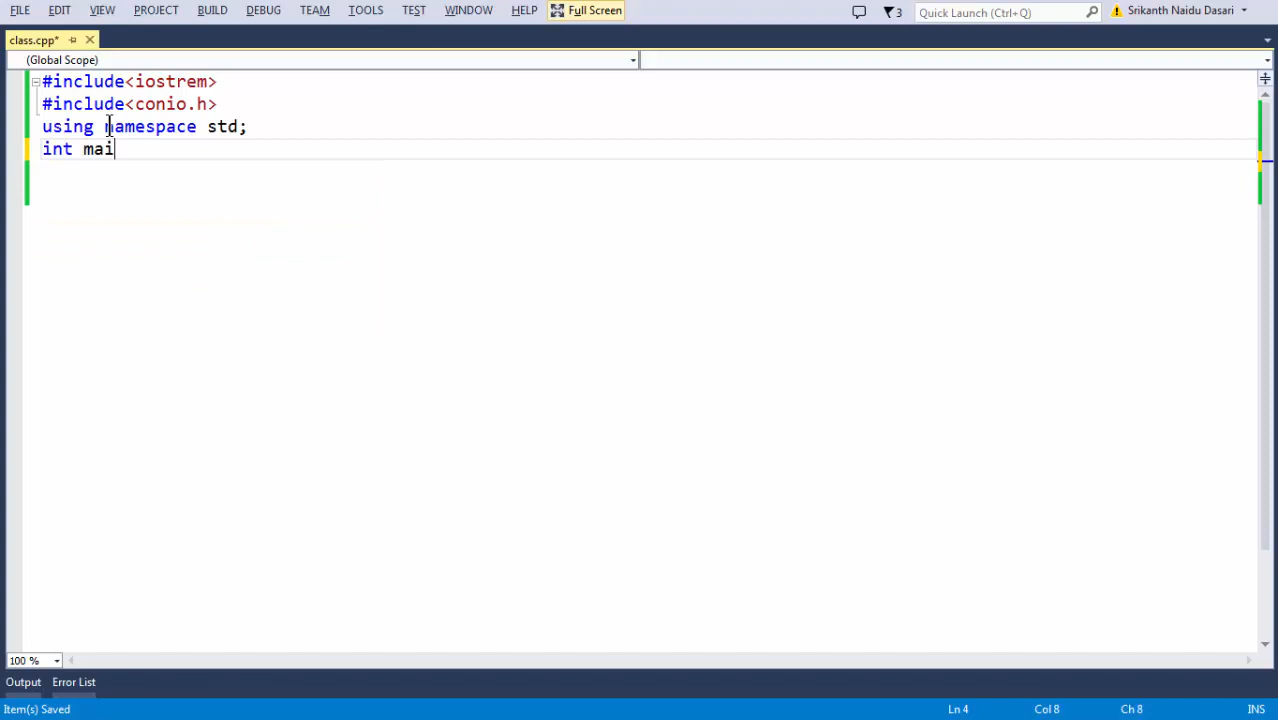 FILE EDIT VIEW PROJECT BUILD DEBUG TEAM TOOLS TEST WINDOW HELP Full Screen 3 Quick Launch (Ctrl+Q) Srikanth Naidu Dasari
class.cpp*
(Global Scope)
#include<iostrem>
#include<conio.h>
using namespace std;
int mai
100 %
Output Error List
Item(s) Saved Ln 4 Col 8 Ch 8 INS